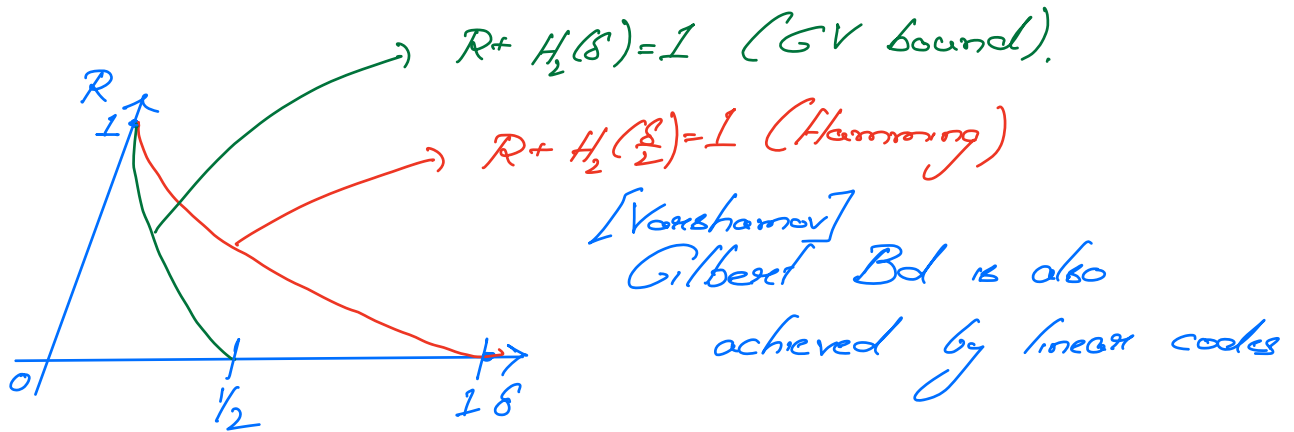 R + H₂(δ) = 1 (GV bound).
R
1
R + H₂(δ/2) = 1 (Hamming)
[Varshamov]
Gilbert Bd is also
achieved by linear codes
0
1/2
1 δ